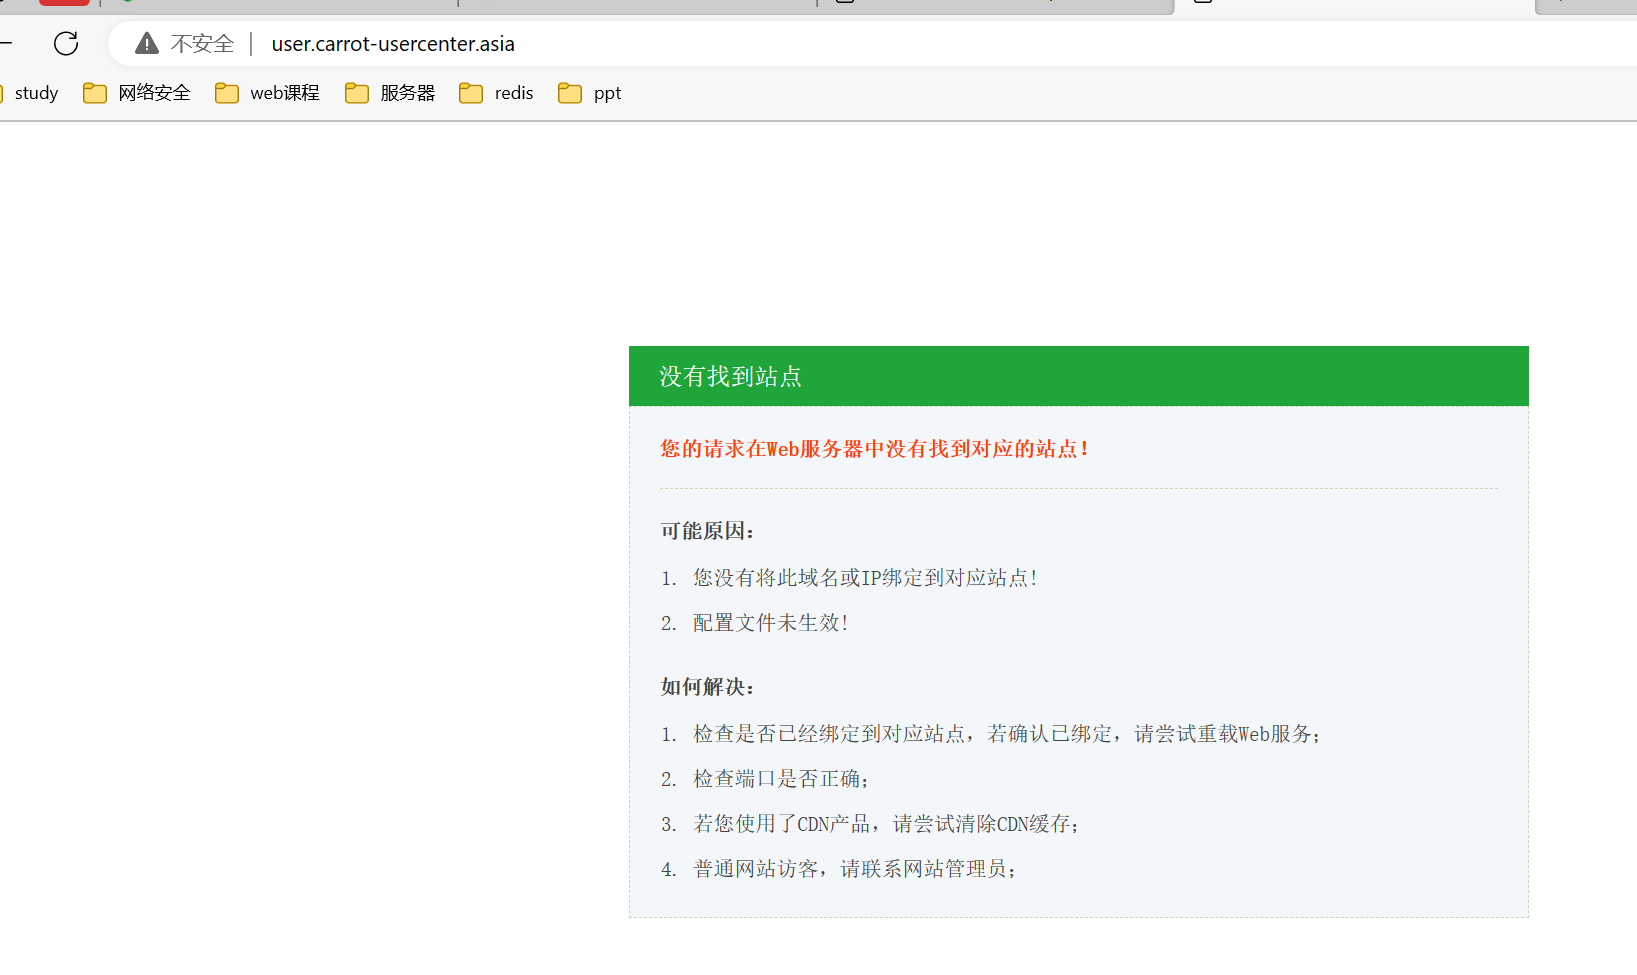 不安全 | user.carrot-usercenter.asia
study 网络安全 web课程 服务器 redis ppt
没有找到站点
您的请求在Web服务器中没有找到对应的站点！
可能原因：
1. 您没有将此域名或IP绑定到对应站点！
2. 配置文件未生效！
如何解决：
1. 检查是否已经绑定到对应站点，若确认已绑定，请尝试重载Web服务；
2. 检查端口是否正确；
3. 若您使用了CDN产品，请尝试清除CDN缓存；
4. 普通网站访客，请联系网站管理员；